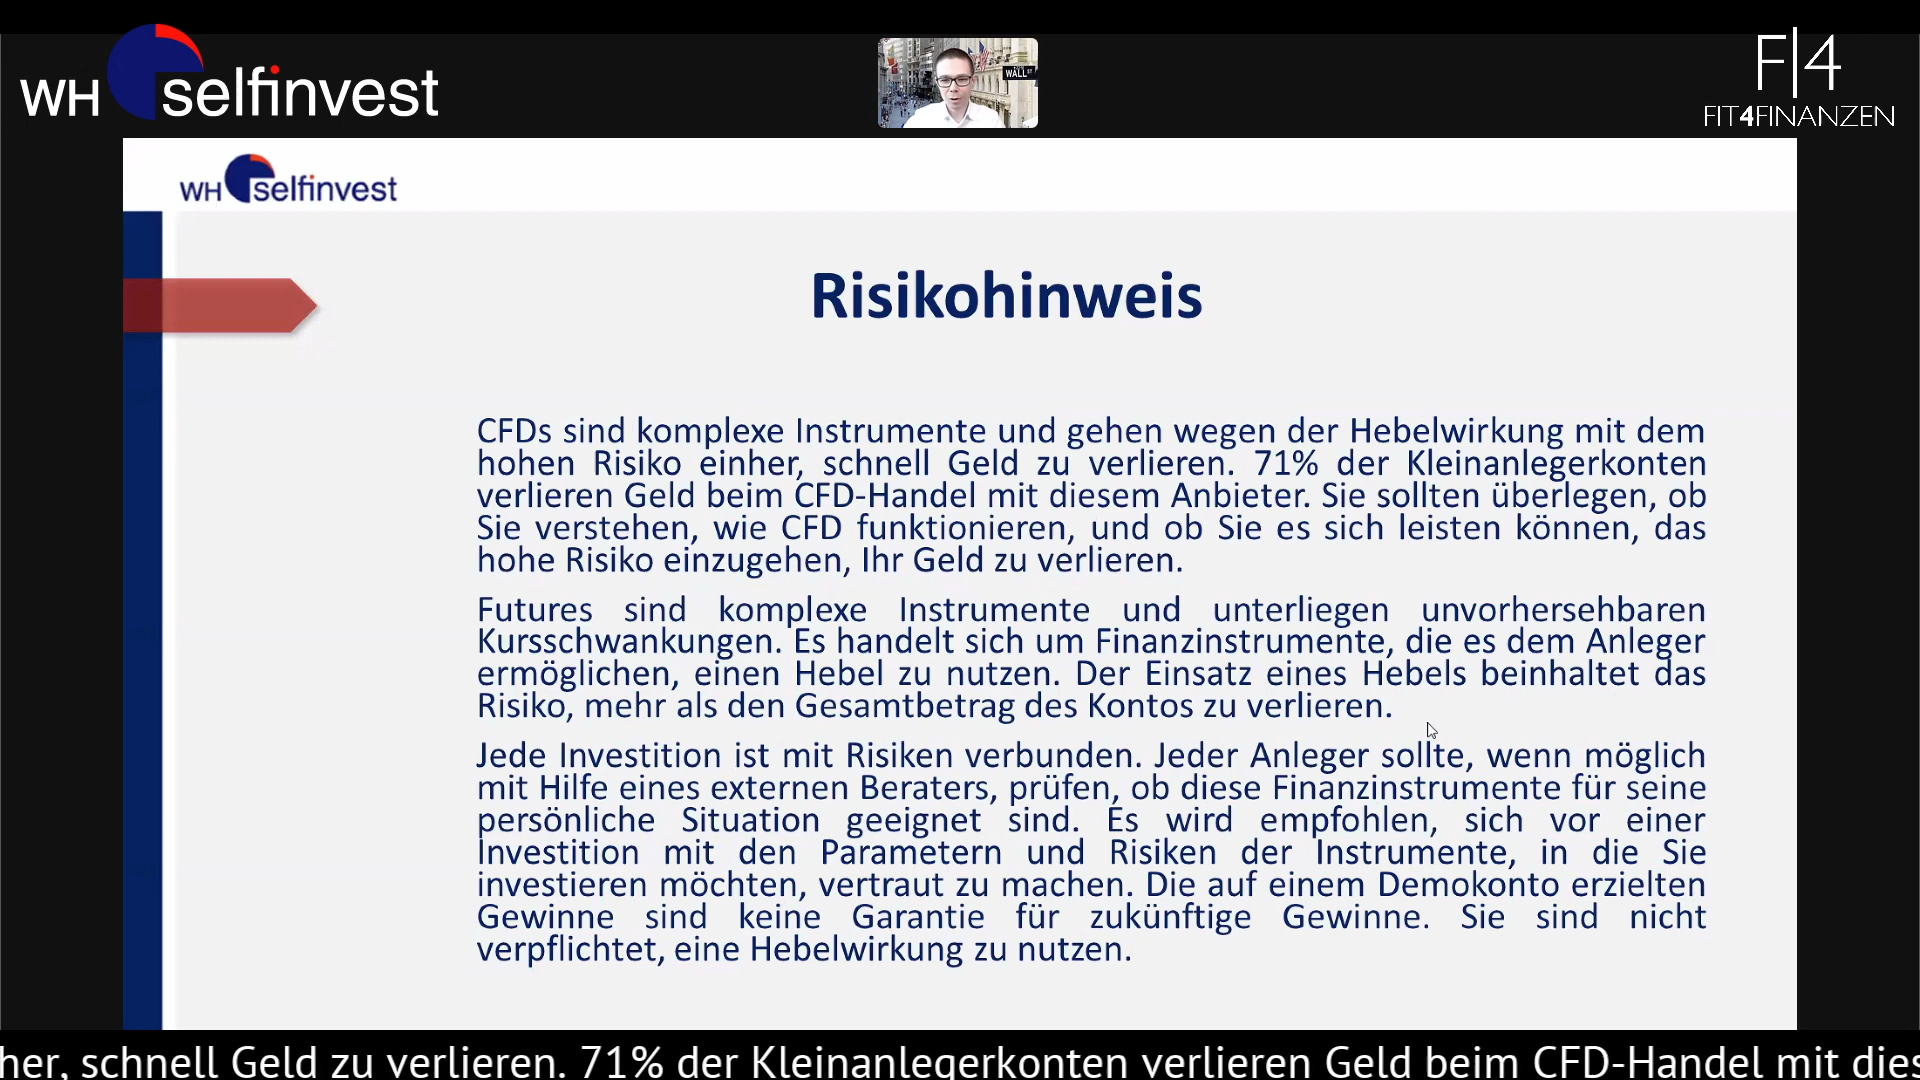 WH selfinvest
WALL ST
F|4
FIT4FINANZEN
WH selfinvest
Risikohinweis
CFDs sind komplexe Instrumente und gehen wegen der Hebelwirkung mit dem
hohen Risiko einher, schnell Geld zu verlieren. 71% der Kleinanlegerkonten
verlieren Geld beim CFD-Handel mit diesem Anbieter. Sie sollten überlegen, ob
Sie verstehen, wie CFD funktionieren, und ob Sie es sich leisten können, das
hohe Risiko einzugehen, Ihr Geld zu verlieren.
Futures sind komplexe Instrumente und unterliegen unvorhersehbaren
Kursschwankungen. Es handelt sich um Finanzinstrumente, die es dem Anleger
ermöglichen, einen Hebel zu nutzen. Der Einsatz eines Hebels beinhaltet das
Risiko, mehr als den Gesamtbetrag des Kontos zu verlieren.
Jede Investition ist mit Risiken verbunden. Jeder Anleger sollte, wenn möglich
mit Hilfe eines externen Beraters, prüfen, ob diese Finanzinstrumente für seine
persönliche Situation geeignet sind. Es wird empfohlen, sich vor einer
Investition mit den Parametern und Risiken der Instrumente, in die Sie
investieren möchten, vertraut zu machen. Die auf einem Demokonto erzielten
Gewinne sind keine Garantie für zukünftige Gewinne. Sie sind nicht
verpflichtet, eine Hebelwirkung zu nutzen.
her, schnell Geld zu verlieren. 71% der Kleinanlegerkonten verlieren Geld beim CFD-Handel mit dies